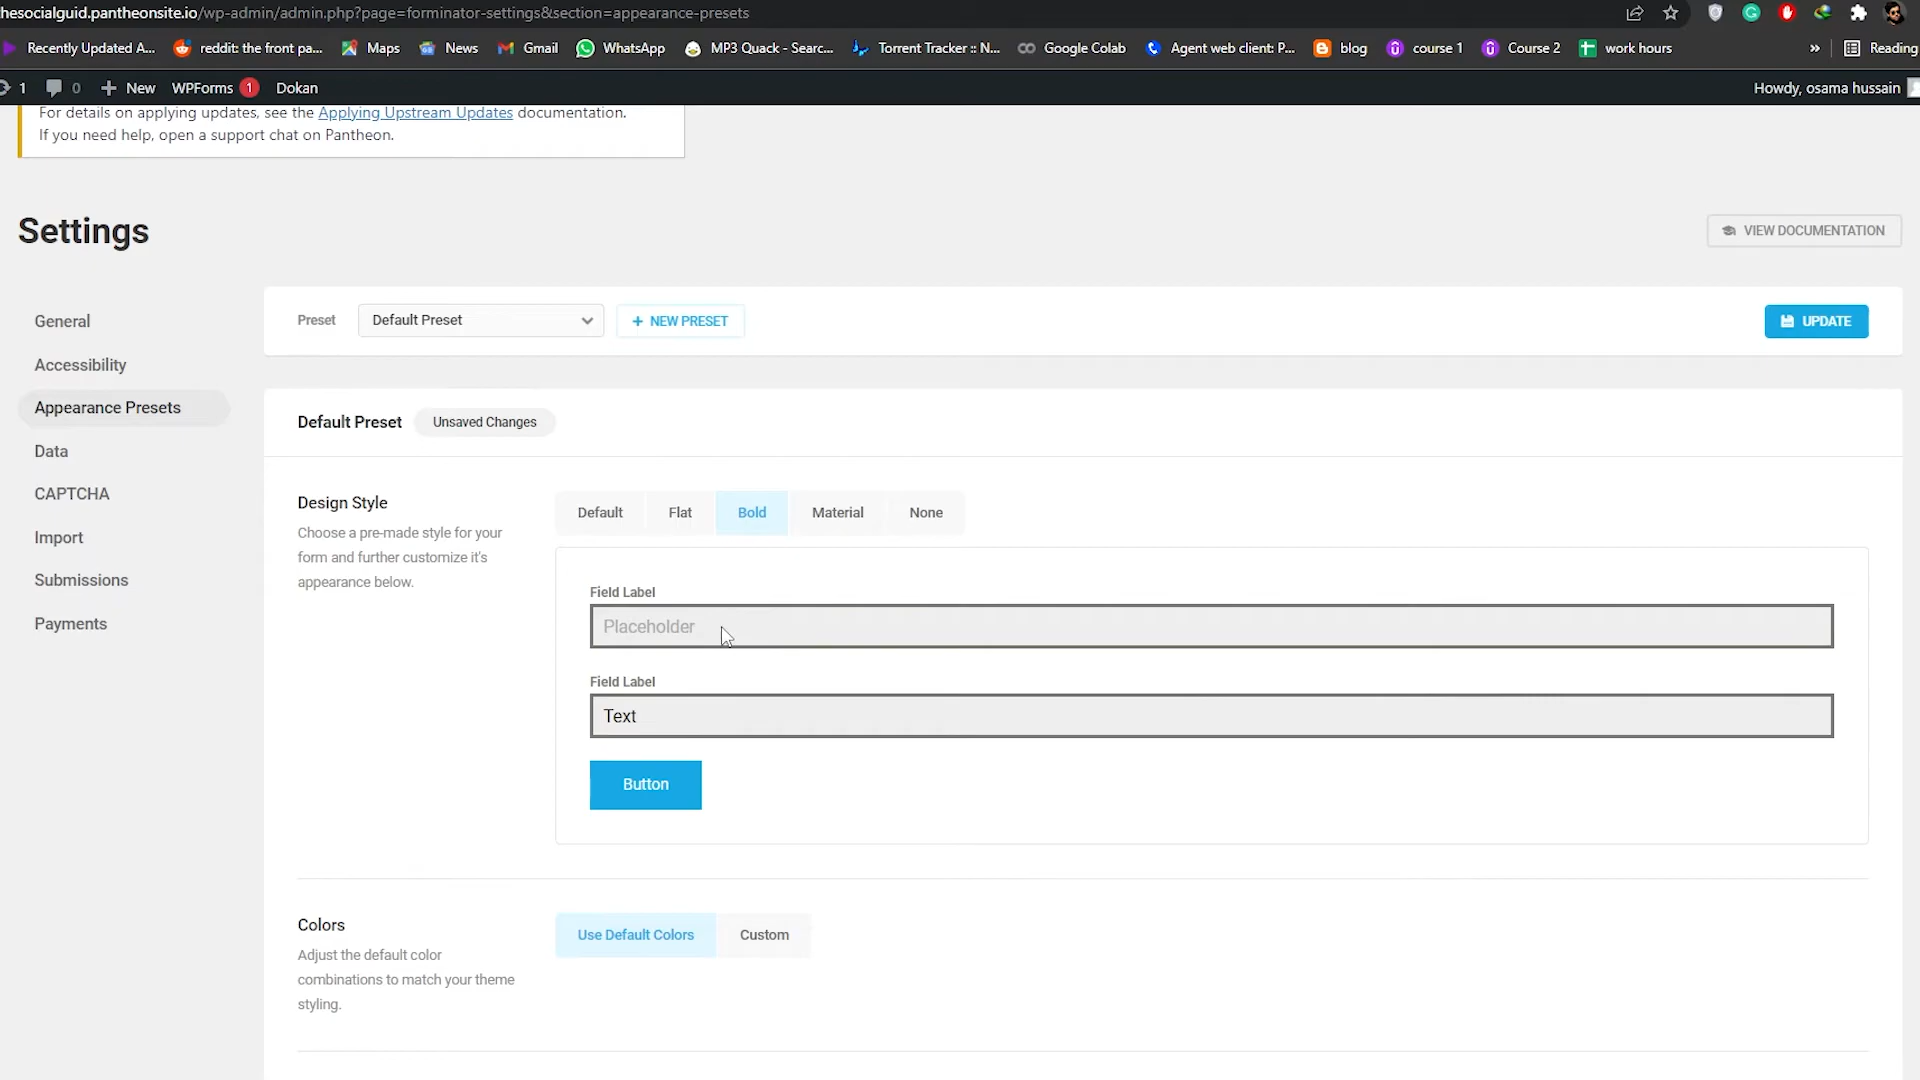 thesocialguid.pantheonsite.io/wp-admin/admin.php?page=forminator-settings&section=appearance-presets
Recently Updated A... reddit: the front pa... Maps News Gmail WhatsApp MP3 Quack - Searc... Torrent Tracker :: N... Google Colab Agent web client: P... blog course 1 Course 2 work hours » Reading
1 0 New WPForms 1 Dokan Howdy, osama hussain
For details on applying updates, see the Applying Upstream Updates documentation.
If you need help, open a support chat on Pantheon.
Settings
VIEW DOCUMENTATION
General
Accessibility
Appearance Presets
Data
CAPTCHA
Import
Submissions
Payments
Preset Default Preset + NEW PRESET UPDATE
Default Preset Unsaved Changes
Design Style
Choose a pre-made style for your
form and further customize it's
appearance below.
Default Flat Bold Material None
Field Label
Placeholder
Field Label
Text
Button
Colors
Adjust the default color
combinations to match your theme
styling.
Use Default Colors Custom